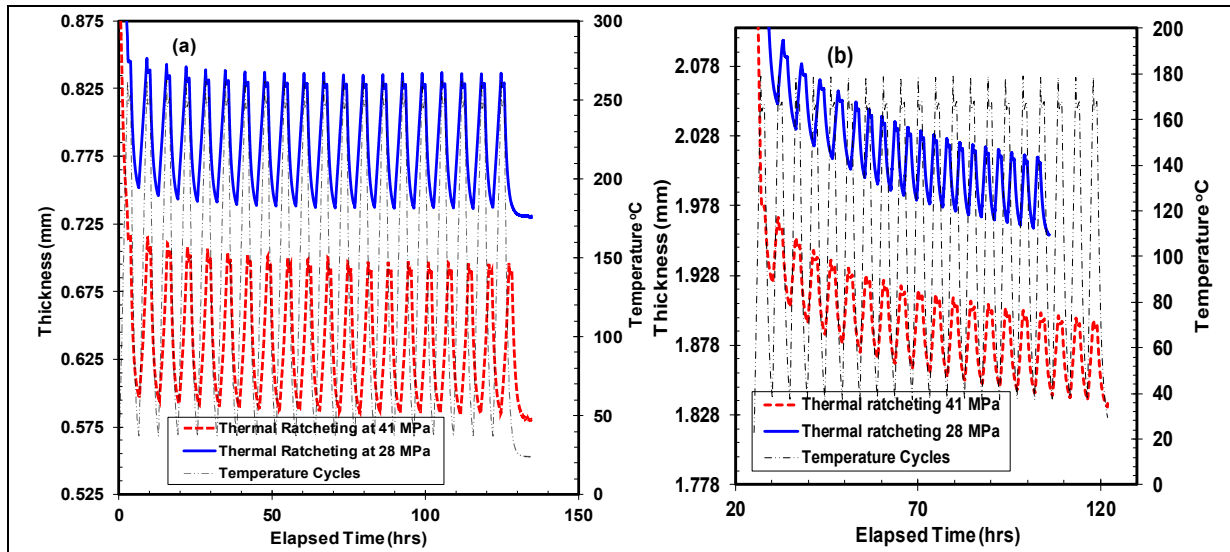 (a)
Thickness (mm)
0.875
0.825
0.775
0.725
0.675
0.625
0.575
0.525
300
250
200
150
100
50
0
Temperature ºC
Thermal Ratcheting at 41 MPa
Thermal Ratcheting at 28 MPa
Temperature Cycles
0 50 100 150
Elapsed Time (hrs)
(b)
Thickness (mm)
2.078
2.028
1.978
1.928
1.878
1.828
1.778
200
180
160
140
120
100
80
60
40
20
0
Temperature ºC
Thermal ratcheting 41 MPa
Thermal ratcheting 28 MPa
Temperature Cycles
20 70 120
Elapsed Time (hrs)